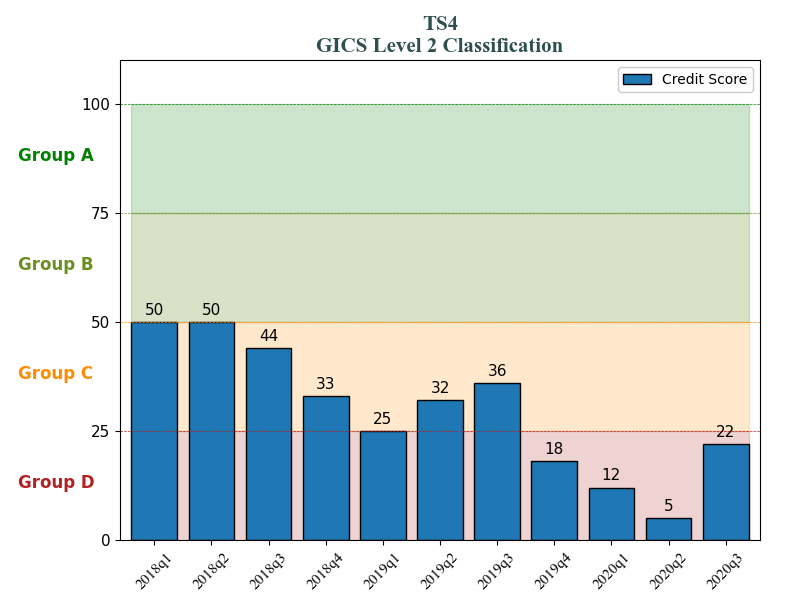 TS4
GICS Level 2 Classification
Credit Score
100
Group A
75
Group B
50
50 50
44
Group C
33
36
32
25
25
22
18
Group D
12
5
0
2018q1 2018q2 2018q3 2018q4 2019q1 2019q2 2019q3 2019q4 2020q1 2020q2 2020q3